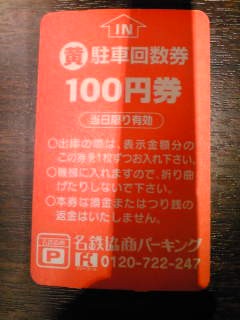 IN
黄 駐車回数券
100円券
当日限り有効
○出庫の際は、表示金額分の
この券を1枚ずつお入れ下さい。
○機械に入れますので、折り曲
げたりしないで下さい。
○本券は換金またはつり銭の
返金はいたしません。
P 名鉄協商パーキング
0120-722-247